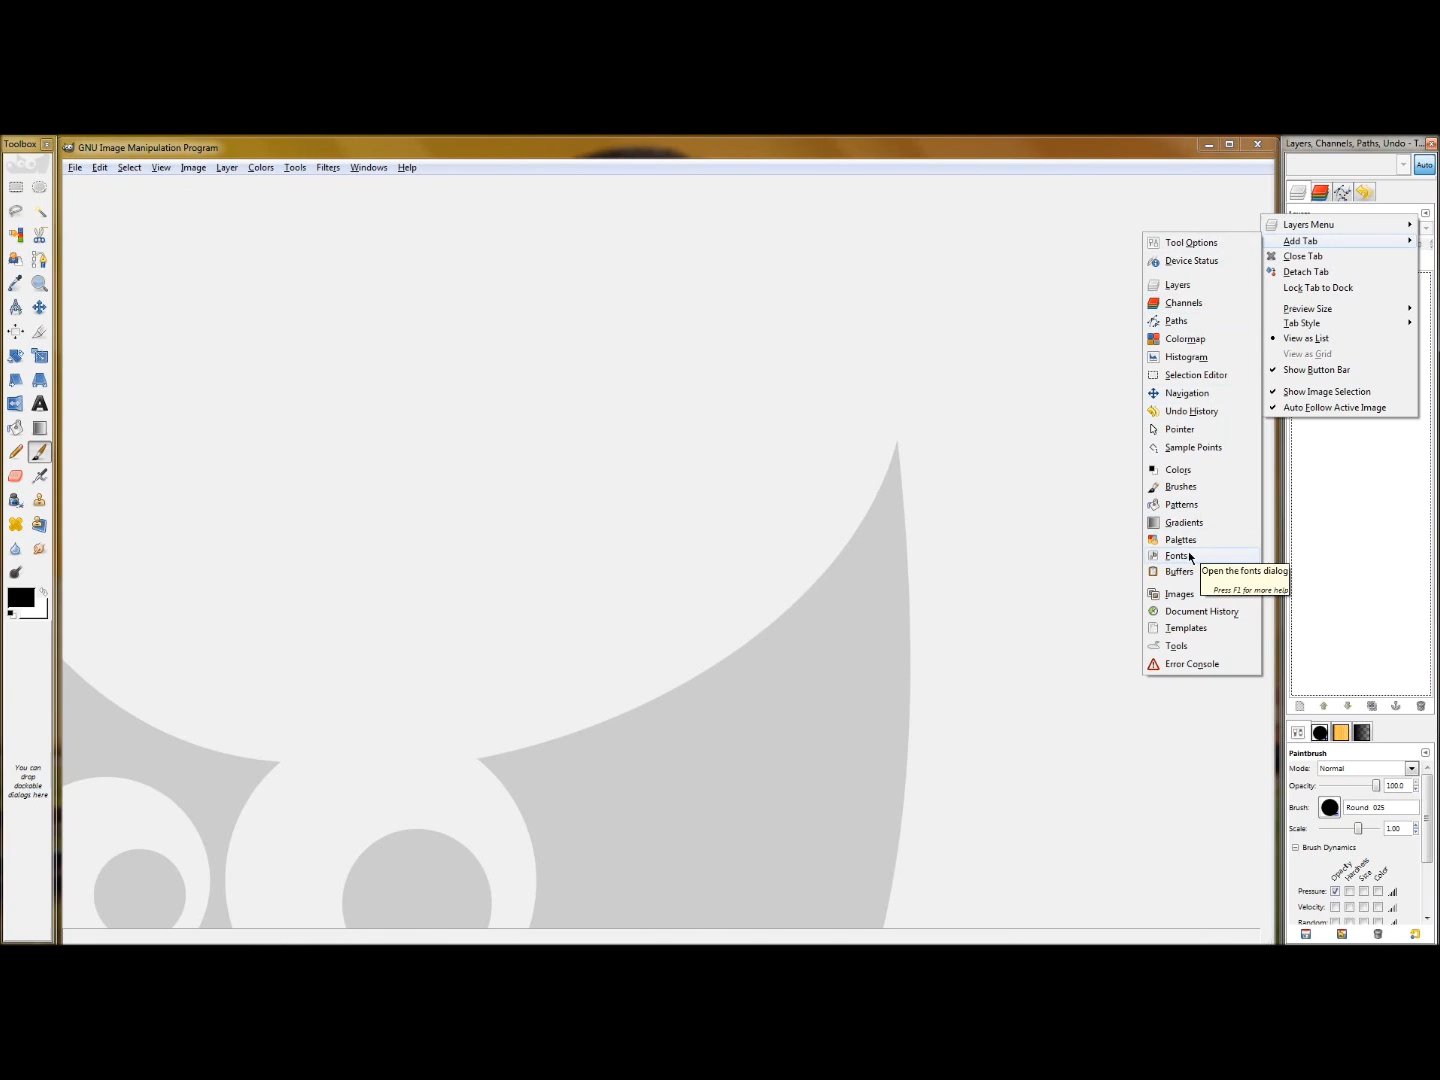 Toolbox
GNU Image Manipulation Program
Layers, Channels, Paths, Undo - T...
File Edit Select View Image Layer Colors Tools Filters Windows Help
Auto
Layers Menu
Add Tab
Close Tab
Detach Tab
Lock Tab to Dock
Preview Size
Tab Style
View as List
View as Grid
Show Button Bar
Show Image Selection
Auto Follow Active Image
Tool Options
Device Status
Layers
Channels
Paths
Colormap
Histogram
Selection Editor
Navigation
Undo History
Pointer
Sample Points
Colors
Brushes
Patterns
Gradients
Palettes
Fonts
Buffers
Images
Document History
Templates
Tools
Error Console
Open the fonts dialog
Press F1 for more help
You can
drop
dockable
dialogs here
Paintbrush
Mode: Normal
Opacity: 100.0
Brush: Round 025
Scale: 1.00
Brush Dynamics
Opacity Hardness Size Color
Pressure:
Velocity:
Random: